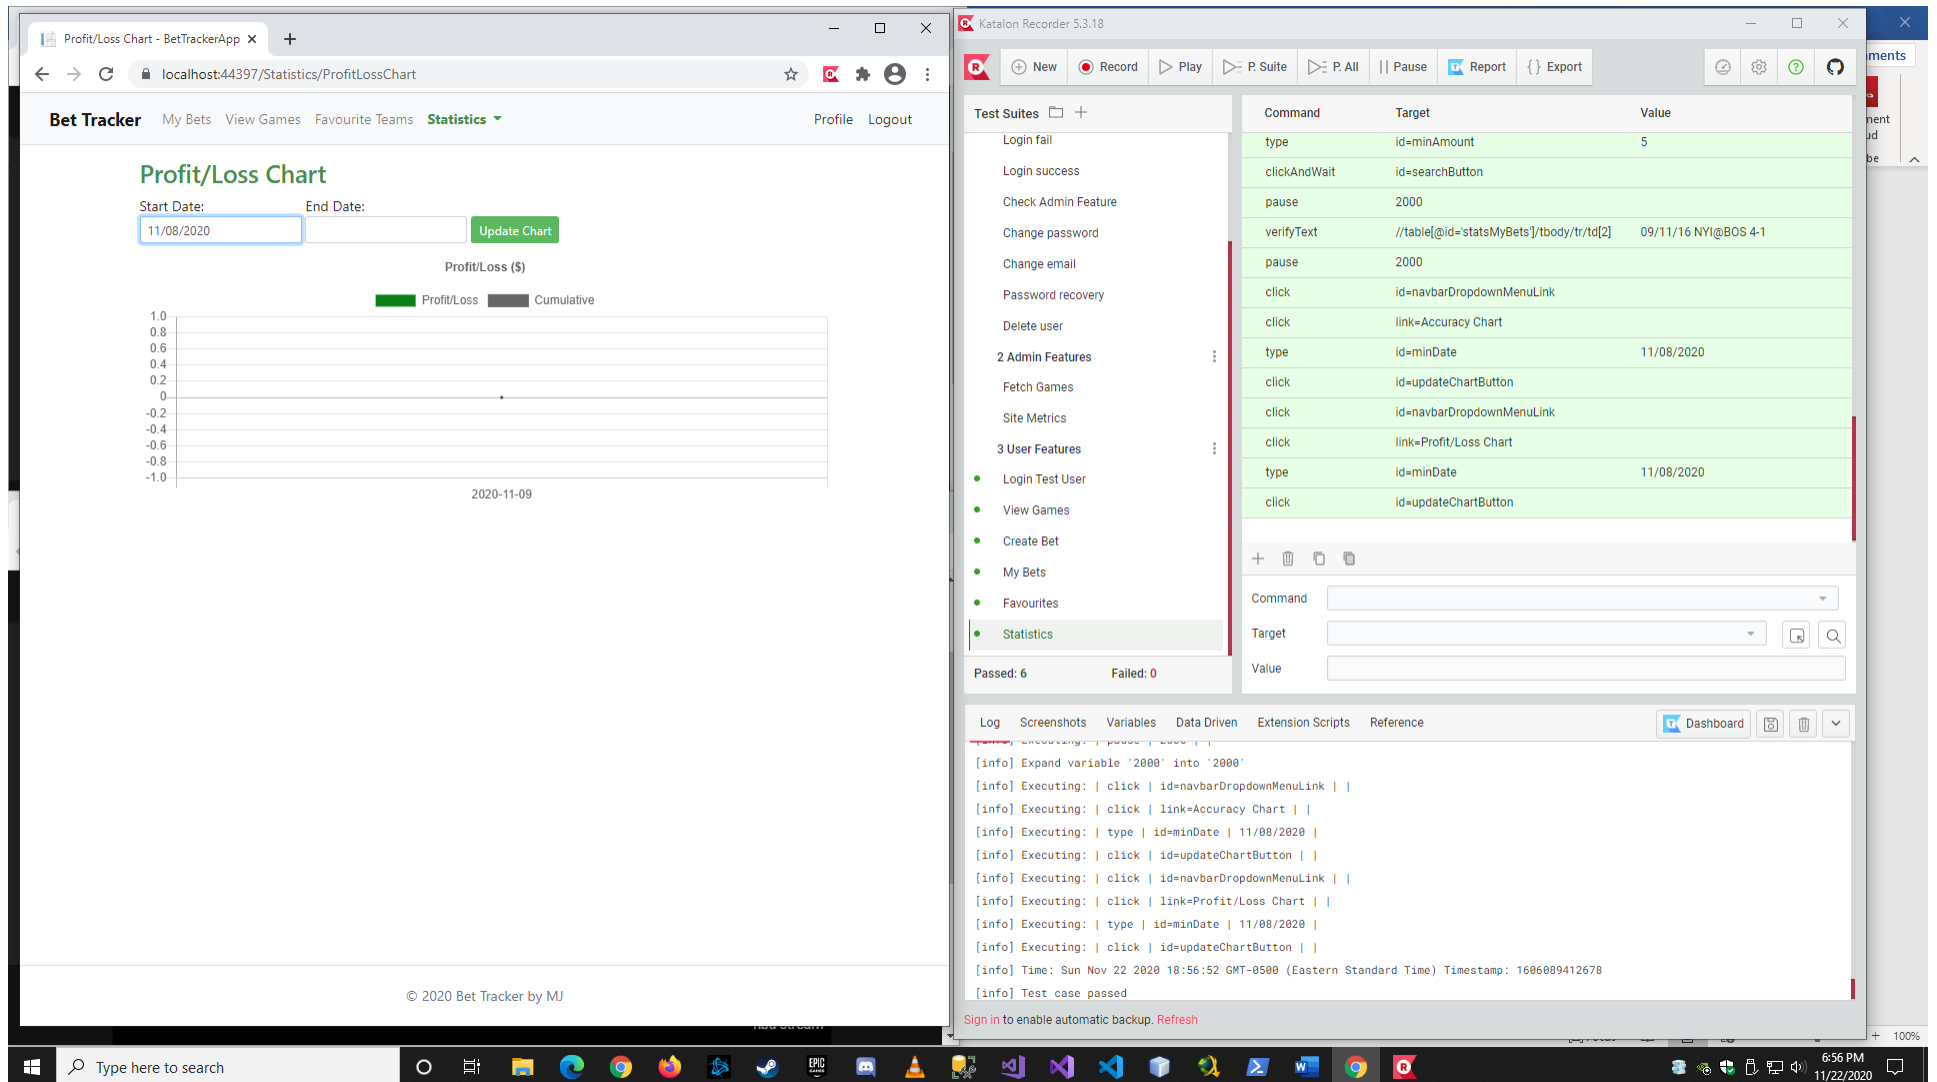 Profit/Loss Chart - BetTrackerApp
localhost:44397/Statistics/ProfitLossChart
Bet Tracker My Bets View Games Favourite Teams Statistics Profile Logout
Profit/Loss Chart
Start Date: End Date:
11/08/2020 Update Chart
Profit/Loss ($)
Profit/Loss Cumulative
1.0
0.8
0.6
0.4
0.2
0
-0.2
-0.4
-0.6
-0.8
-1.0
2020-11-09
© 2020 Bet Tracker by MJ
Katalon Recorder 5.3.18
New Record Play P. Suite P. All Pause Report Export
Test Suites
Login fail
Login success
Check Admin Feature
Change password
Change email
Password recovery
Delete user
2 Admin Features
Fetch Games
Site Metrics
3 User Features
Login Test User
View Games
Create Bet
My Bets
Favourites
Statistics
Passed: 6 Failed: 0
Command Target Value
type id=minAmount 5
clickAndWait id=searchButton
pause 2000
verifyText //table[@id='statsMyBets']/tbody/tr/td[2] 09/11/16 NYI@BOS 4-1
pause 2000
click id=navbarDropdownMenuLink
click link=Accuracy Chart
type id=minDate 11/08/2020
click id=updateChartButton
click id=navbarDropdownMenuLink
click link=Profit/Loss Chart
type id=minDate 11/08/2020
click id=updateChartButton
Command
Target
Value
Log Screenshots Variables Data Driven Extension Scripts Reference Dashboard
[info] Executing: | pause | 2000 | |
[info] Expand variable '2000' into '2000'
[info] Executing: | click | id=navbarDropdownMenuLink | |
[info] Executing: | click | link=Accuracy Chart | |
[info] Executing: | type | id=minDate | 11/08/2020 |
[info] Executing: | click | id=updateChartButton | |
[info] Executing: | click | id=navbarDropdownMenuLink | |
[info] Executing: | click | link=Profit/Loss Chart | |
[info] Executing: | type | id=minDate | 11/08/2020 |
[info] Executing: | click | id=updateChartButton | |
[info] Time: Sun Nov 22 2020 18:56:52 GMT-0500 (Eastern Standard Time) Timestamp: 1606089412678
[info] Test case passed
Sign in to enable automatic backup. Refresh
100%
Type here to search
EPIC GAMES
6:56 PM
11/22/2020